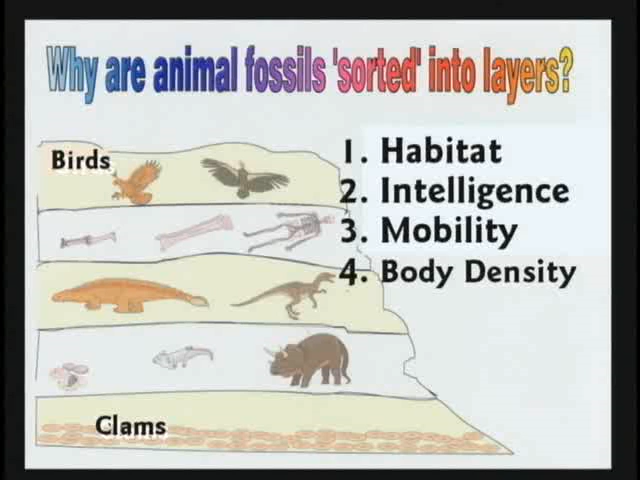 Why are animal fossils 'sorted' into layers?
Birds
1. Habitat
2. Intelligence
3. Mobility
4. Body Density
Clams